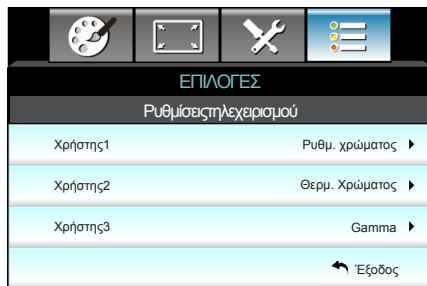 ΕΠΙΛΟΓΕΣ
Ρυθμίσειςτηλεχειρισμού
Χρήστης1 Ρυθμ. χρώματος
Χρήστης2 Θερμ. Χρώματος
Χρήστης3 Gamma
Έξοδος